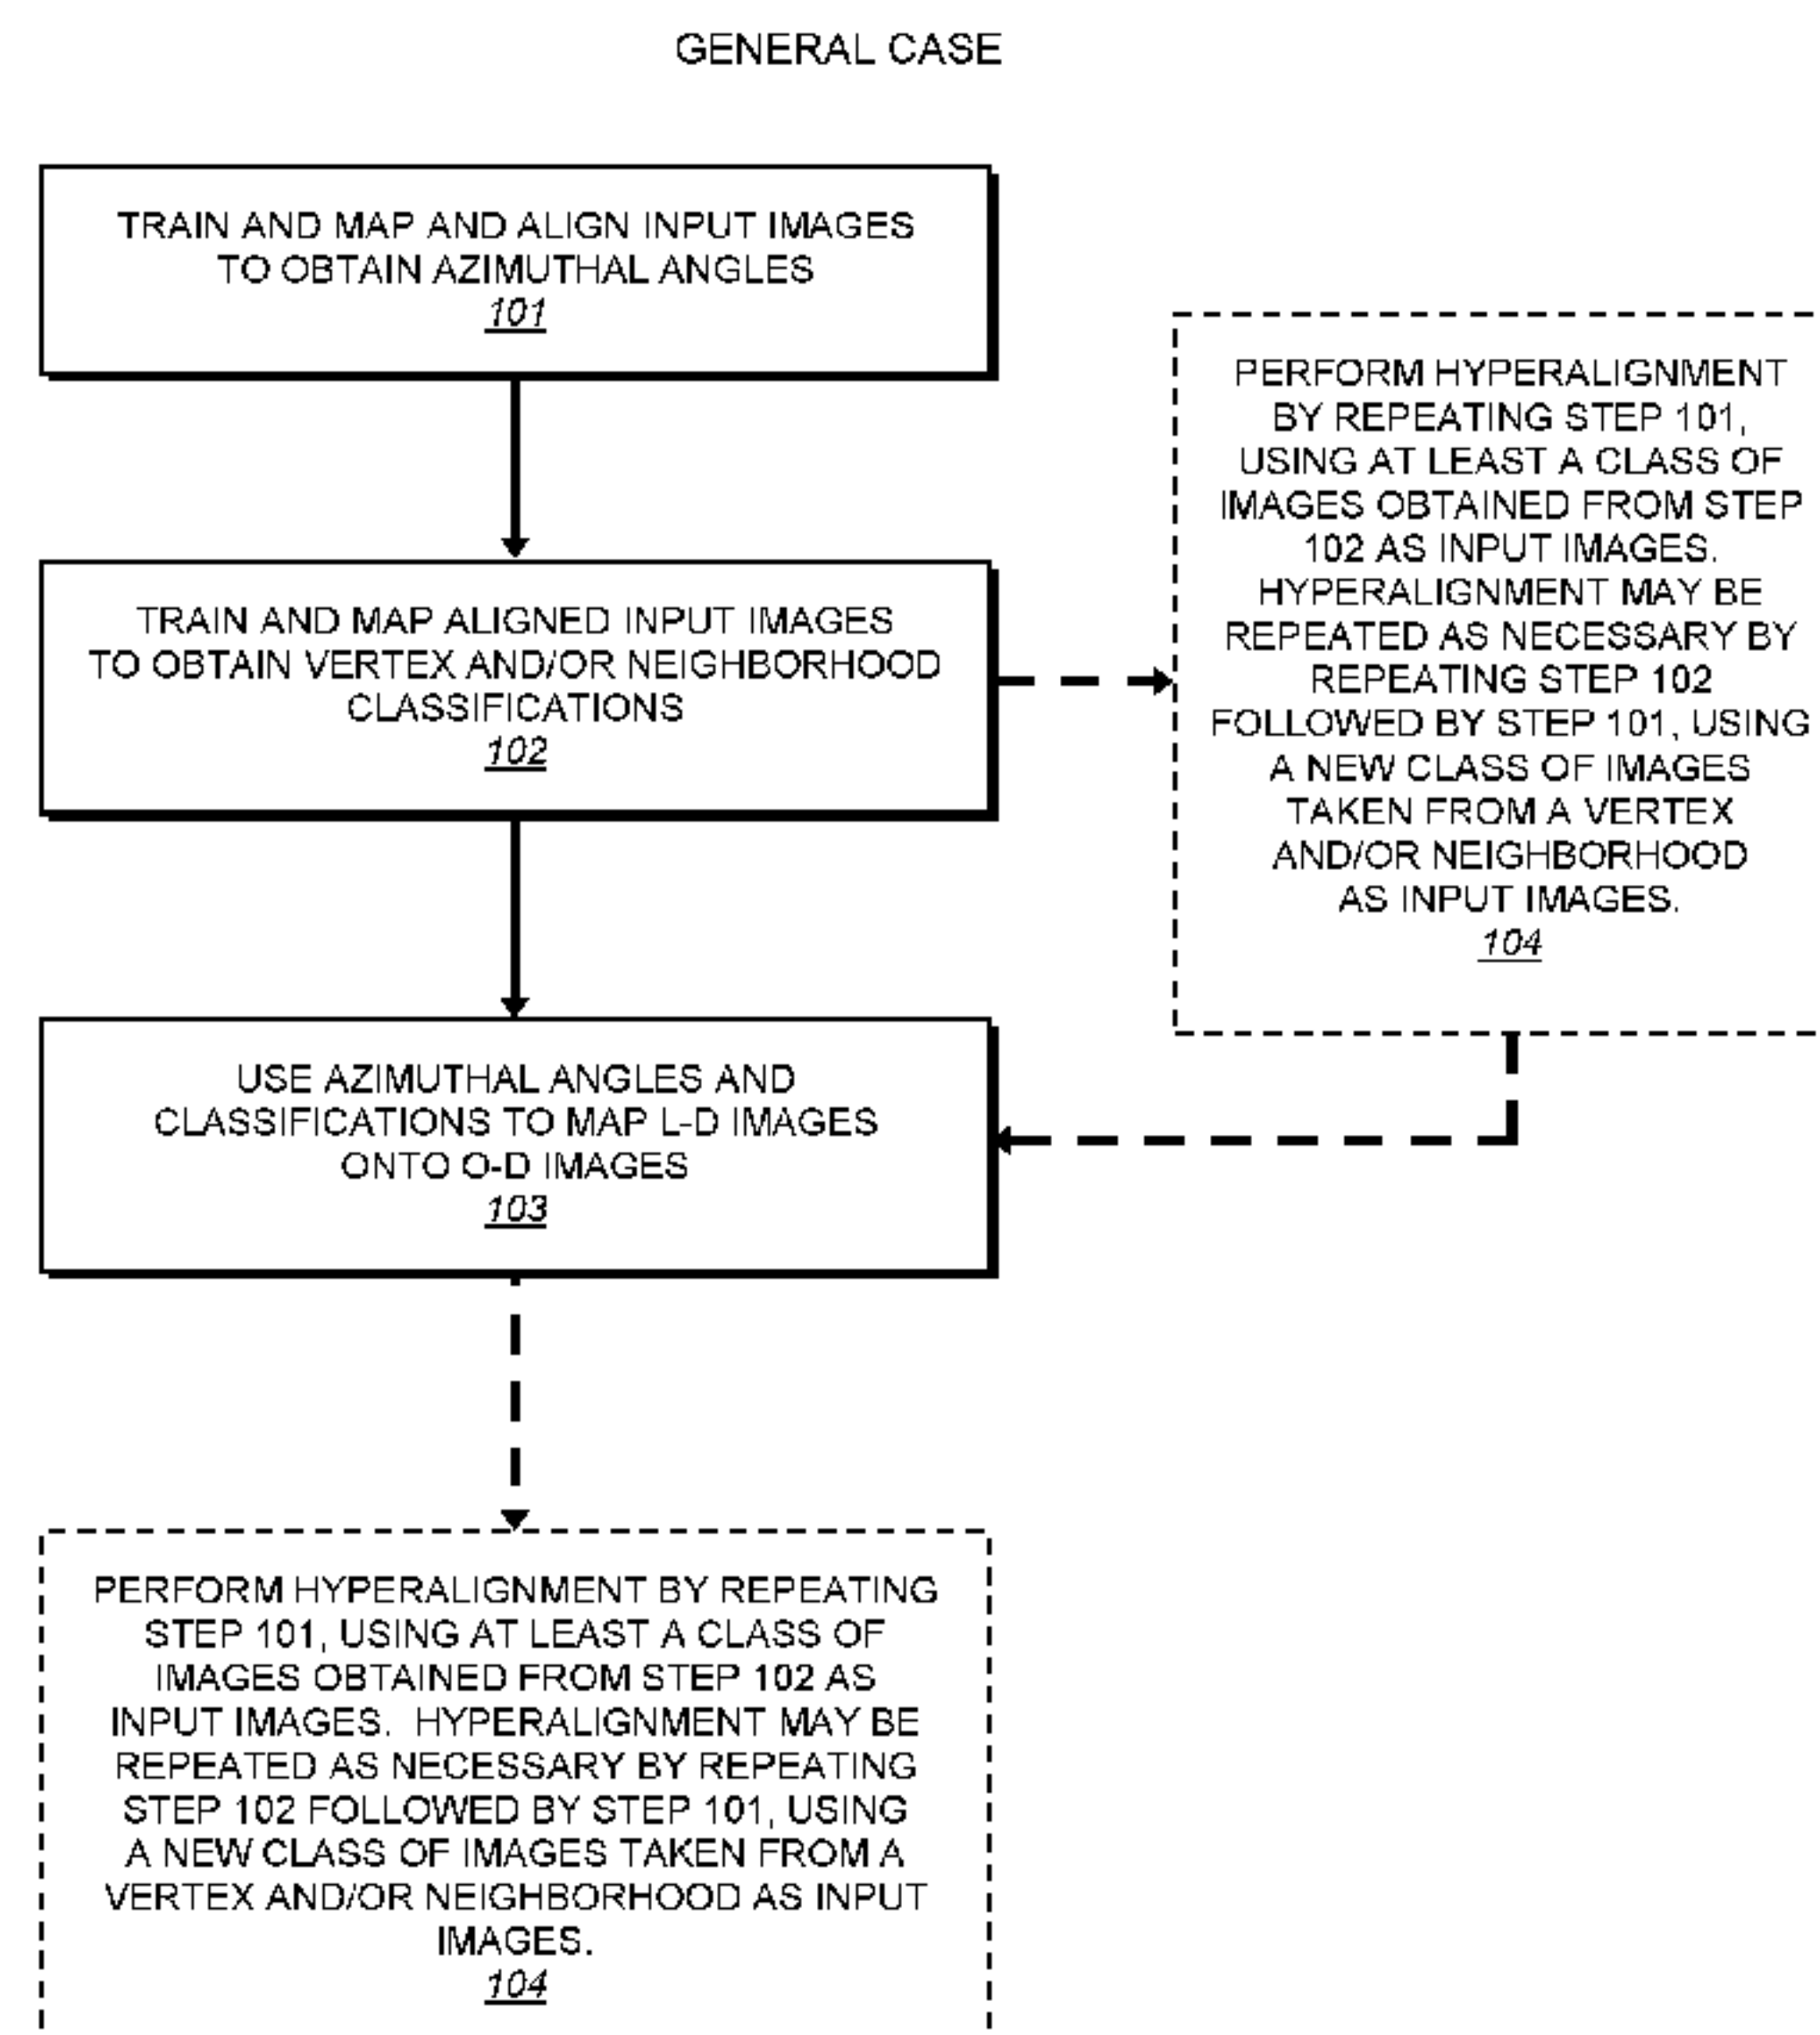 GENERAL CASE
TRAIN AND MAP AND ALIGN INPUT IMAGES
TO OBTAIN AZIMUTHAL ANGLES
101
TRAIN AND MAP ALIGNED INPUT IMAGES
TO OBTAIN VERTEX AND/OR NEIGHBORHOOD
CLASSIFICATIONS
102
PERFORM HYPERALIGNMENT
BY REPEATING STEP 101,
USING AT LEAST A CLASS OF
IMAGES OBTAINED FROM STEP
102 AS INPUT IMAGES.
HYPERALIGNMENT MAY BE
REPEATED AS NECESSARY BY
REPEATING STEP 102
FOLLOWED BY STEP 101, USING
A NEW CLASS OF IMAGES
TAKEN FROM A VERTEX
AND/OR NEIGHBORHOOD
AS INPUT IMAGES.
104
USE AZIMUTHAL ANGLES AND
CLASSIFICATIONS TO MAP L-D IMAGES
ONTO O-D IMAGES
103
PERFORM HYPERALIGNMENT BY REPEATING
STEP 101, USING AT LEAST A CLASS OF
IMAGES OBTAINED FROM STEP 102 AS
INPUT IMAGES. HYPERALIGNMENT MAY BE
REPEATED AS NECESSARY BY REPEATING
STEP 102 FOLLOWED BY STEP 101, USING
A NEW CLASS OF IMAGES TAKEN FROM A
VERTEX AND/OR NEIGHBORHOOD AS INPUT
IMAGES.
104